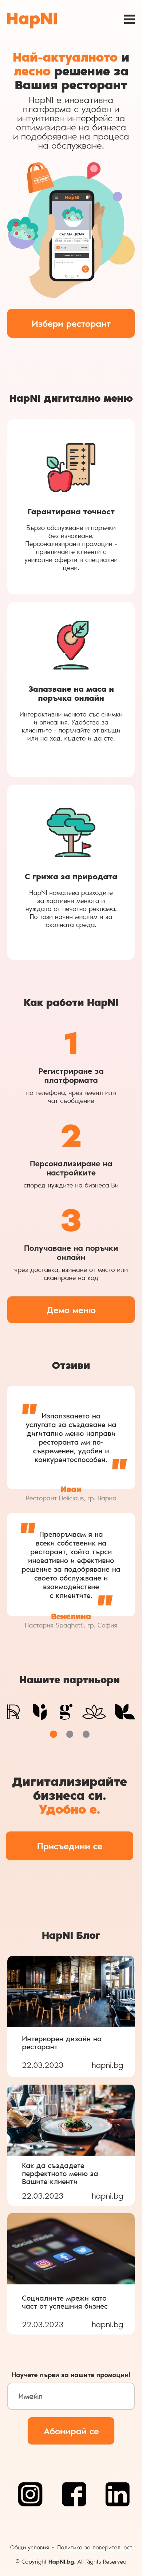 HapNI
Най-актуалното и
лесно решение за
Вашия ресторант
HapNI е иновативна
платформа с удобен и
интуитивен интерфейс за
оптимизиране на бизнеса
и подобряване на процеса
на обслужване.
HapNI
Избери ресторант
HapNI дигитално меню
Гарантирана точност
Бързо обслужване и поръчки
без изчакване.
Персонализирани промоции -
привличайте клиенти с
уникални оферти и специални
цени.
Запазване на маса и
поръчка онлайн
Интерактивни менюта със снимки
и описания. Удобство за
клиентите - поръчайте от вкъщи
или на ход, където и да сте.
С грижа за природата
HapNI намалява разходите
за хартиени менюта и
нуждата от печатна реклама.
По този начин мислим и за
околната среда.
Как работи HapNI
1
Регистриране за
платформата
по телефона, чрез имейл или
чат съобщение
2
Персонализиране на
настройките
според нуждите на бизнеса Ви
3
Получаване на поръчки
онлайн
чрез доставка, взимане от място или
сканиране на код
Демо меню
Отзиви
Използването на
услугата за създаване на
дигитално меню направи
ресторанта ми по-
съвременен, удобен и
конкурентоспособен.
Иван
Ресторант Delicious, гр. Варна
Препоръчвам я на
всеки собственик на
ресторант, който търси
иновативно и ефективно
решение за подобряване на
своето обслужване и
взаимодействие
с клиентите.
Венелина
Пастария Spaghetti, гр. София
Нашите партньори
Дигитализирайте
бизнеса си.
Удобно е.
Присъедини се
HapNI Блог
Интериорен дизайн на
ресторант
22.03.2023 hapni.bg
Как да създадете
перфектното меню за
Вашите клиенти
22.03.2023 hapni.bg
Социалните мрежи като
част от успешния бизнес
22.03.2023 hapni.bg
Научете първи за нашите промоции!
Имейл
Абонирай се
Общи условия - Политика за поверителност
© Copyright HapNI.bg. All Rights Reserved